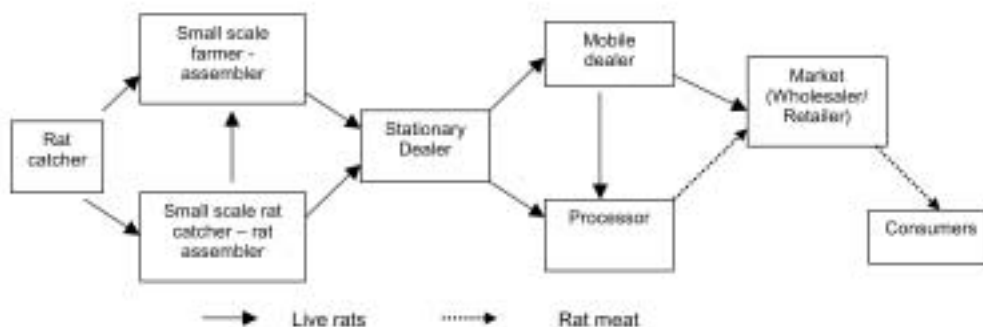 Small scale
farmer -
assembler
Mobile
dealer
Market
(Wholesaler/
Retailer)
Rat
catcher
Stationary
Dealer
Small scale rat
catcher – rat
assembler
Processor
Consumers
Live rats
Rat meat